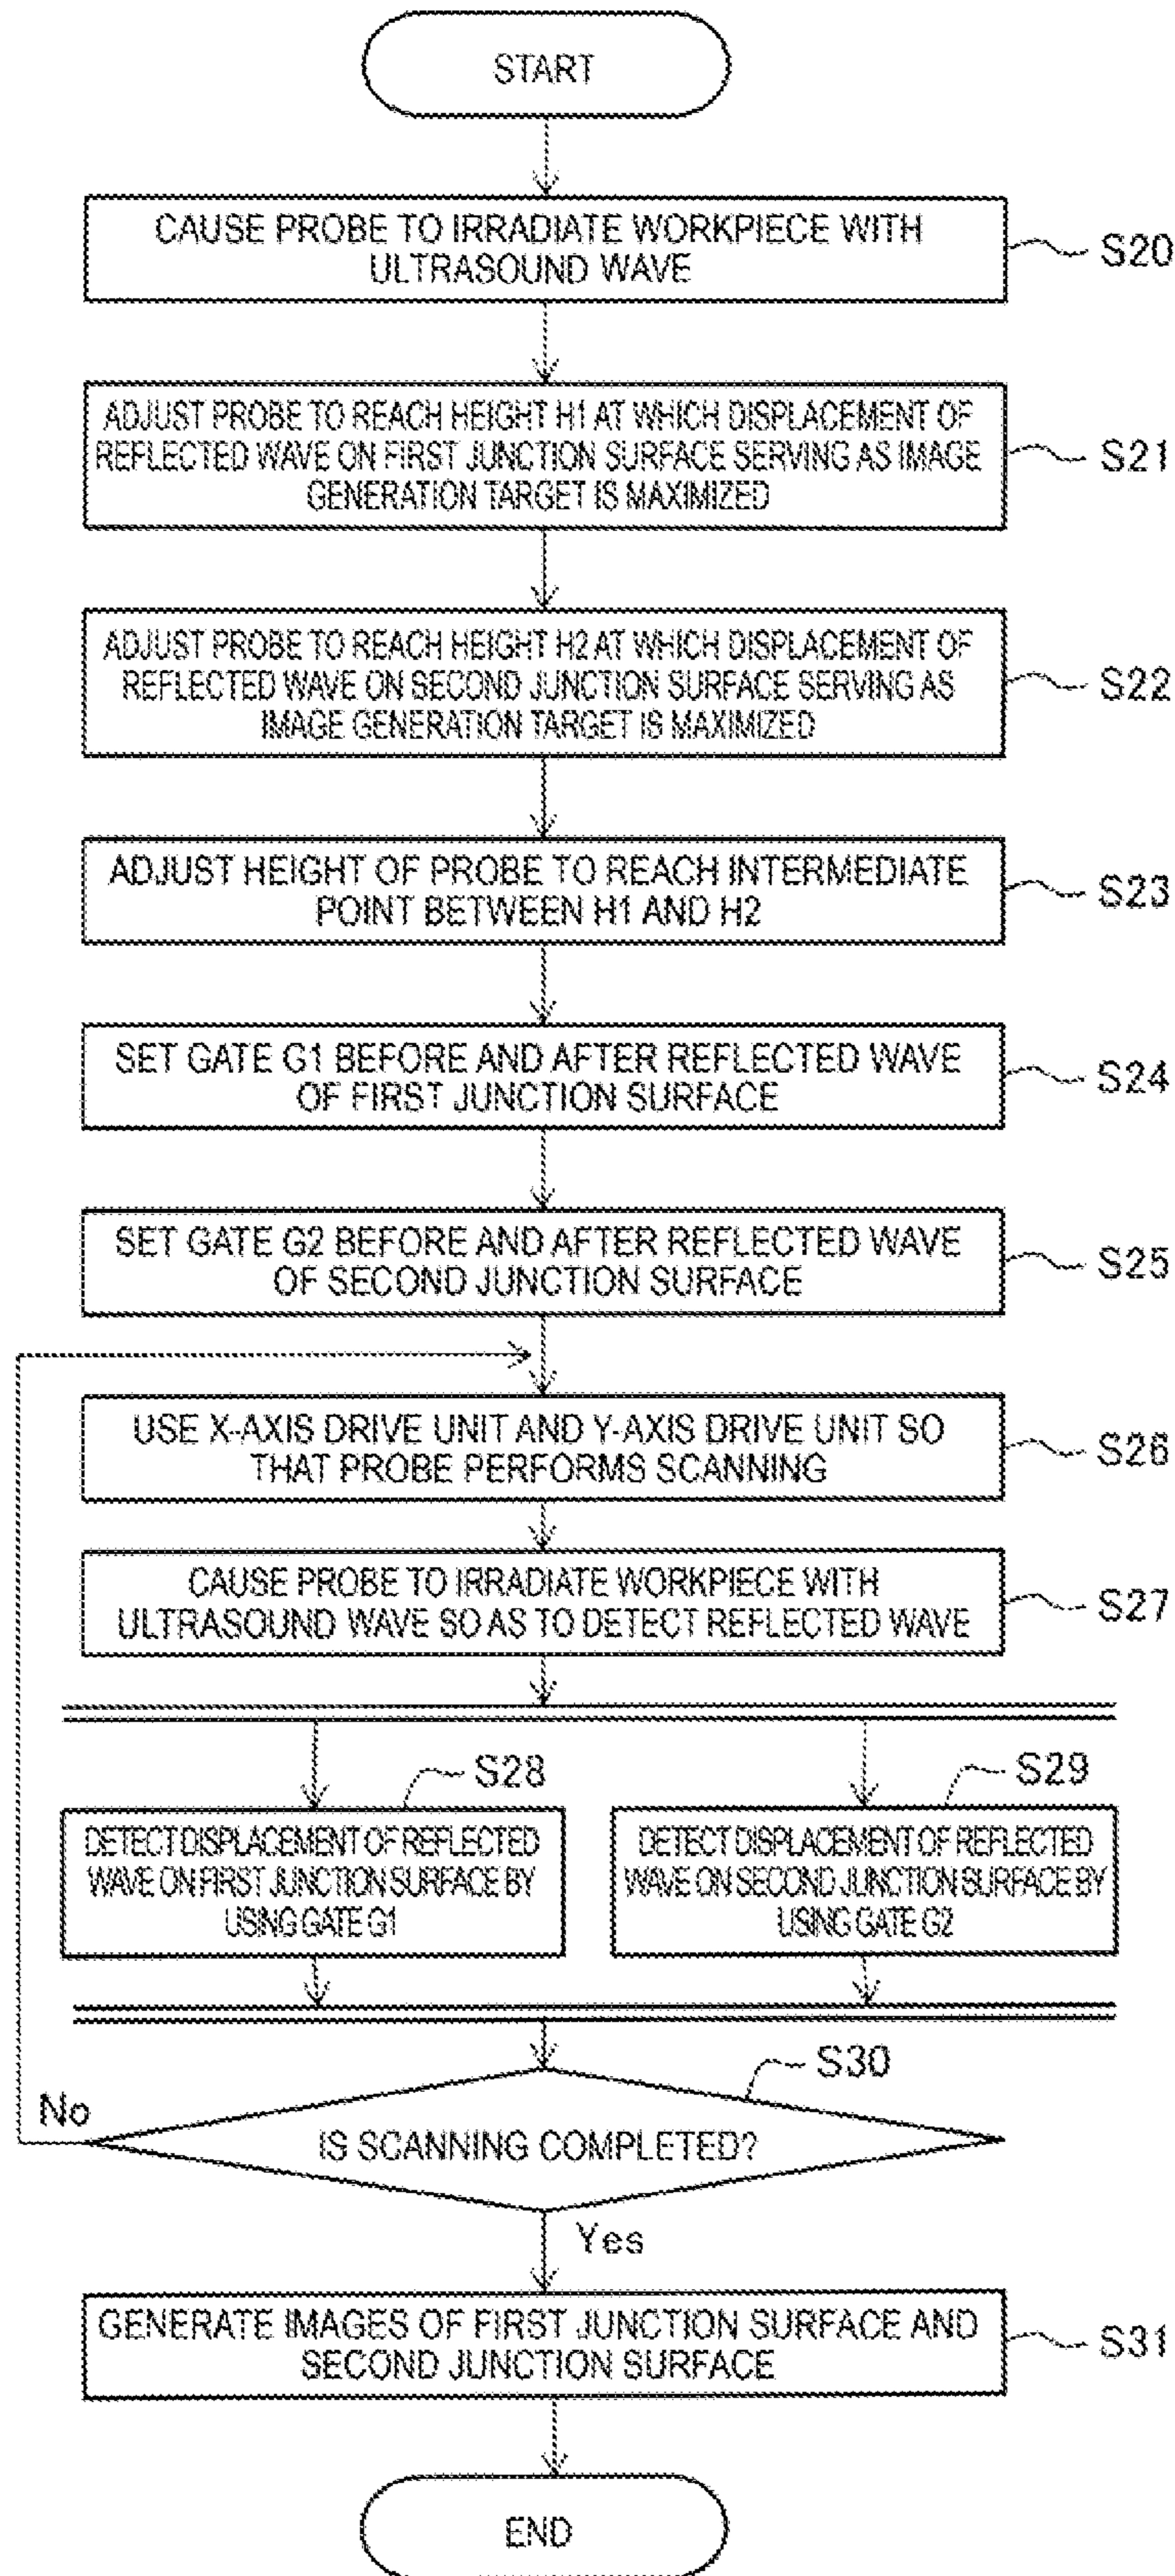 START
CAUSE PROBE TO IRRADIATE WORKPIECE WITH
ULTRASOUND WAVE
S20
ADJUST PROBE TO REACH HEIGHT H1 AT WHICH DISPLACEMENT OF
REFLECTED WAVE ON FIRST JUNCTION SURFACE SERVING AS IMAGE
GENERATION TARGET IS MAXIMIZED
S21
ADJUST PROBE TO REACH HEIGHT H2 AT WHICH DISPLACEMENT OF
REFLECTED WAVE ON SECOND JUNCTION SURFACE SERVING AS
IMAGE GENERATION TARGET IS MAXIMIZED
S22
ADJUST HEIGHT OF PROBE TO REACH INTERMEDIATE
POINT BETWEEN H1 AND H2
S23
SET GATE G1 BEFORE AND AFTER REFLECTED WAVE
OF FIRST JUNCTION SURFACE
S24
SET GATE G2 BEFORE AND AFTER REFLECTED WAVE
OF SECOND JUNCTION SURFACE
S25
USE X-AXIS DRIVE UNIT AND Y-AXIS DRIVE UNIT SO
THAT PROBE PERFORMS SCANNING
S26
CAUSE PROBE TO IRRADIATE WORKPIECE WITH
ULTRASOUND WAVE SO AS TO DETECT REFLECTED WAVE
S27
S28
DETECT DISPLACEMENT OF REFLECTED
WAVE ON FIRST JUNCTION SURFACE BY
USING GATE G1
S29
DETECT DISPLACEMENT OF REFLECTED
WAVE ON SECOND JUNCTION SURFACE BY
USING GATE G2
S30
No
IS SCANNING COMPLETED?
Yes
GENERATE IMAGES OF FIRST JUNCTION SURFACE AND
SECOND JUNCTION SURFACE
S31
END